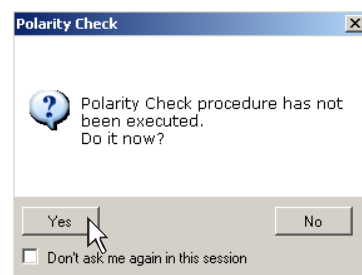 Polarity Check
Polarity Check procedure has not
been executed.
Do it now?
Yes
No
Don't ask me again in this session